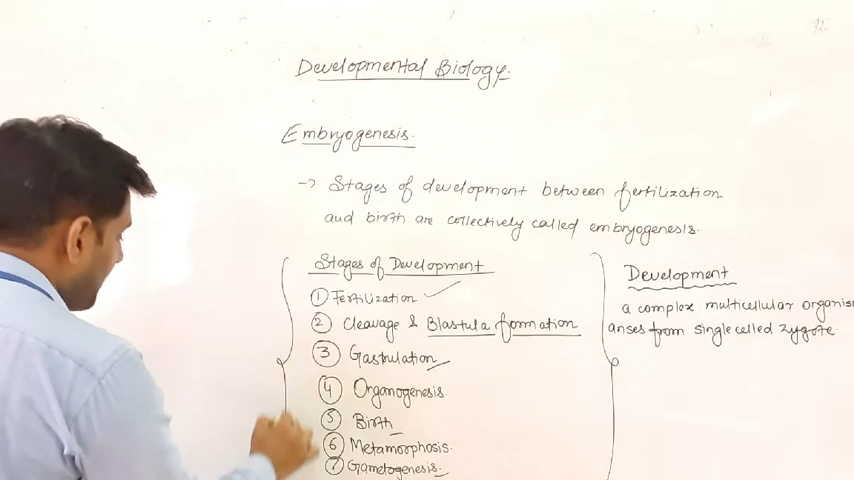 Developmental Biology.
Embryogenesis.
-> Stages of development between fertilization
and birth are collectively called embryogenesis.
Stages of Development
① Fertilization ✓
② Cleavage & Blastula formation
③ Gastrulation
④ Organogenesis.
⑤ Birth
⑥ Metamorphosis.
⑦ Gametogenesis.
Development
a complex multicellular organism
arises from single celled zygote